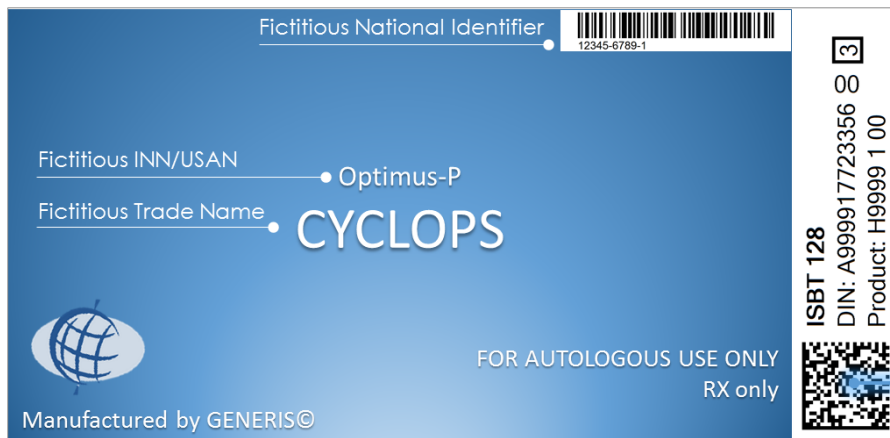 Fictitious National Identifier
12345-6789-1
Fictitious INN/USAN
Optimus-P
Fictitious Trade Name
CYCLOPS
FOR AUTOLOGOUS USE ONLY
RX only
Manufactured by GENERIS©
ISBT 128
DIN: A999917723356 00 3
Product: H9999 1 00